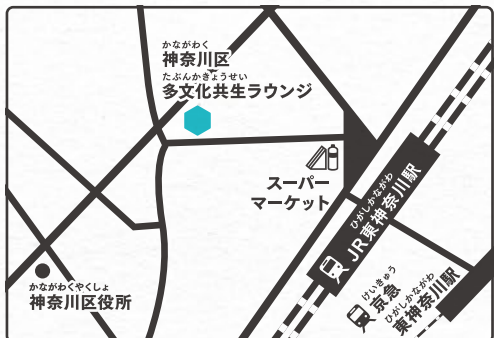 かながわく
神奈川区
たぶんかきょうせい
多文化共生ラウンジ
スーパー
マーケット
ひがしかながわ
JR東神奈川駅
けいきゅう
京急
ひがしかながわ
東神奈川駅
かながわくやくしょ
神奈川区役所